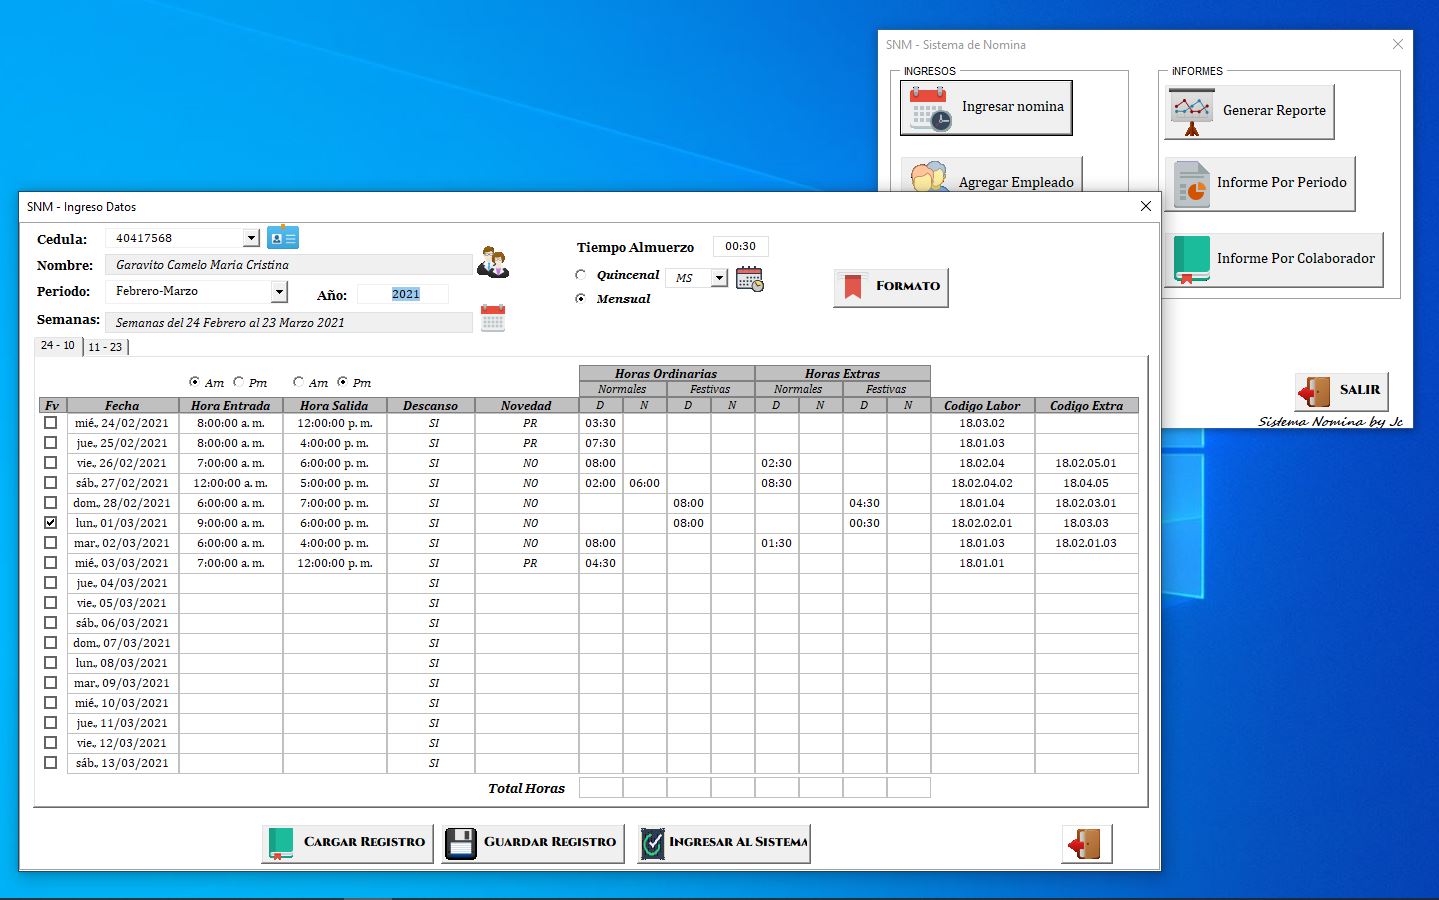 SNM - Sistema de Nomina
INGRESOS
iNFORMES
Ingresar nomina
Generar Reporte
Agregar Empleado
Informe Por Periodo
Informe Por Colaborador
SALIR
Sistema Nomina by Jc
SNM - Ingreso Datos
Cedula: 40417568
Nombre: Garavito Camelo Maria Cristina
Periodo: Febrero-Marzo Año: 2021
Semanas: Semanas del 24 Febrero al 23 Marzo 2021
Tiempo Almuerzo 00:30
Quincenal MS
Mensual
FORMATO
24 - 10 11 - 23
Am Pm Am Pm
Horas Ordinarias Horas Extras
Normales Festivas Normales Festivas
Fv Fecha Hora Entrada Hora Salida Descanso Novedad D N D N D N D N Codigo Labor Codigo Extra
mié., 24/02/2021 8:00:00 a. m. 12:00:00 p. m. SI PR 03:30 18.03.02
jue., 25/02/2021 8:00:00 a. m. 4:00:00 p. m. SI PR 07:30 18.01.03
vie., 26/02/2021 7:00:00 a. m. 6:00:00 p. m. SI NO 08:00 02:30 18.02.04 18.02.05.01
sáb., 27/02/2021 12:00:00 a. m. 5:00:00 p. m. SI NO 02:00 06:00 08:30 18.02.04.02 18.04.05
dom., 28/02/2021 6:00:00 a. m. 7:00:00 p. m. SI NO 08:00 04:30 18.01.04 18.02.03.01
lun., 01/03/2021 9:00:00 a. m. 6:00:00 p. m. SI NO 08:00 00:30 18.02.02.01 18.03.03
mar., 02/03/2021 6:00:00 a. m. 4:00:00 p. m. SI NO 08:00 01:30 18.01.03 18.02.01.03
mié., 03/03/2021 7:00:00 a. m. 12:00:00 p. m. SI PR 04:30 18.01.01
jue., 04/03/2021 SI
vie., 05/03/2021 SI
sáb., 06/03/2021 SI
dom., 07/03/2021 SI
lun., 08/03/2021 SI
mar., 09/03/2021 SI
mié., 10/03/2021 SI
jue., 11/03/2021 SI
vie., 12/03/2021 SI
sáb., 13/03/2021 SI
Total Horas
CARGAR REGISTRO GUARDAR REGISTRO INGRESAR AL SISTEMA